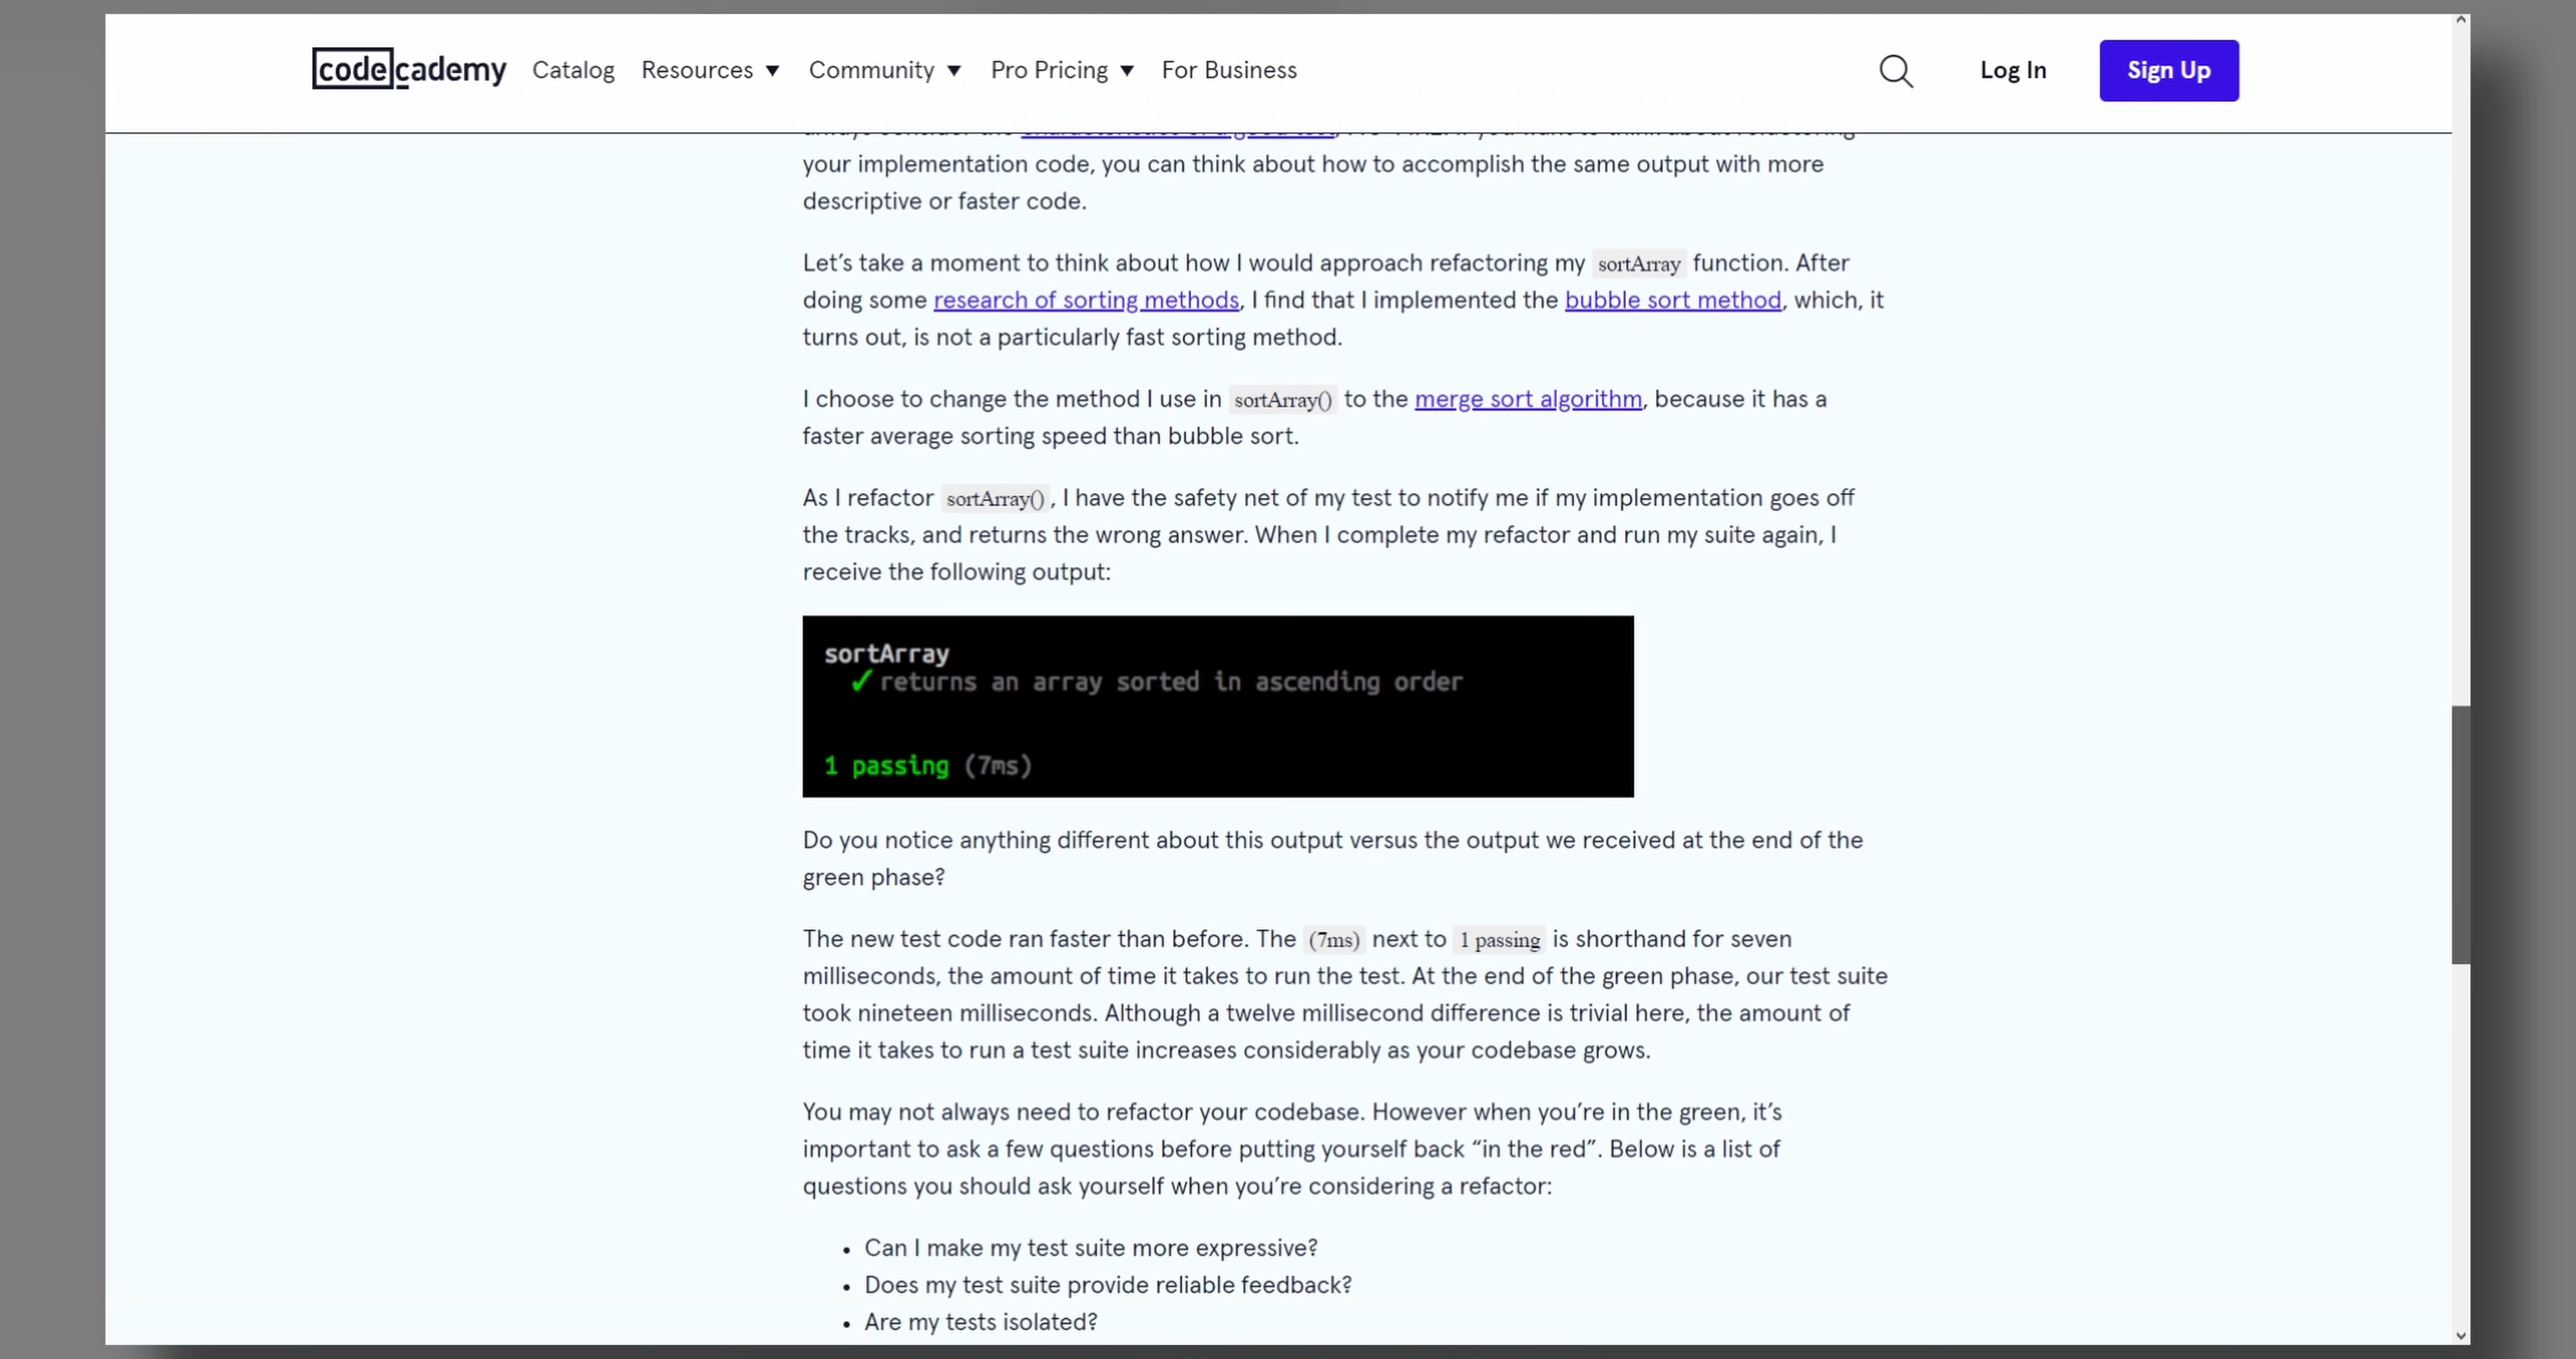 codecademy Catalog Resources Community Pro Pricing For Business Log In Sign Up
your implementation code, you can think about how to accomplish the same output with more
descriptive or faster code.
Let’s take a moment to think about how I would approach refactoring my sortArray function. After
doing some research of sorting methods, I find that I implemented the bubble sort method, which, it
turns out, is not a particularly fast sorting method.
I choose to change the method I use in sortArray() to the merge sort algorithm, because it has a
faster average sorting speed than bubble sort.
As I refactor sortArray(), I have the safety net of my test to notify me if my implementation goes off
the tracks, and returns the wrong answer. When I complete my refactor and run my suite again, I
receive the following output:
sortArray
✓ returns an array sorted in ascending order
1 passing (7ms)
Do you notice anything different about this output versus the output we received at the end of the
green phase?
The new test code ran faster than before. The (7ms) next to 1 passing is shorthand for seven
milliseconds, the amount of time it takes to run the test. At the end of the green phase, our test suite
took nineteen milliseconds. Although a twelve millisecond difference is trivial here, the amount of
time it takes to run a test suite increases considerably as your codebase grows.
You may not always need to refactor your codebase. However when you’re in the green, it’s
important to ask a few questions before putting yourself back “in the red”. Below is a list of
questions you should ask yourself when you’re considering a refactor:
• Can I make my test suite more expressive?
• Does my test suite provide reliable feedback?
• Are my tests isolated?